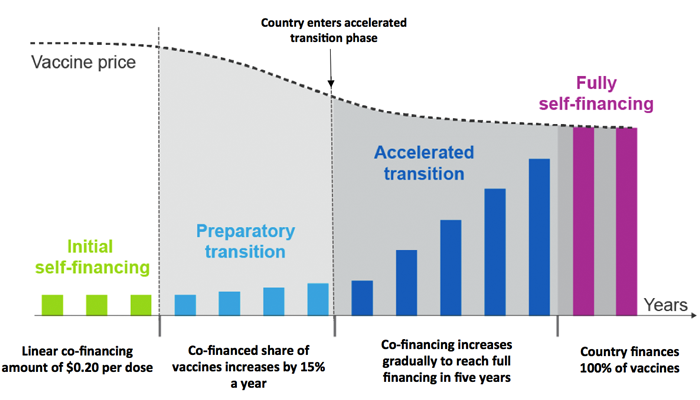 Country enters accelerated
transition phase
Vaccine price
Fully
self-financing
Accelerated
transition
Preparatory
transition
Initial
self-financing
Years
Linear co-financing
amount of $0.20 per dose
Co-financed share of
vaccines increases by 15%
a year
Co-financing increases
gradually to reach full
financing in five years
Country finances
100% of vaccines